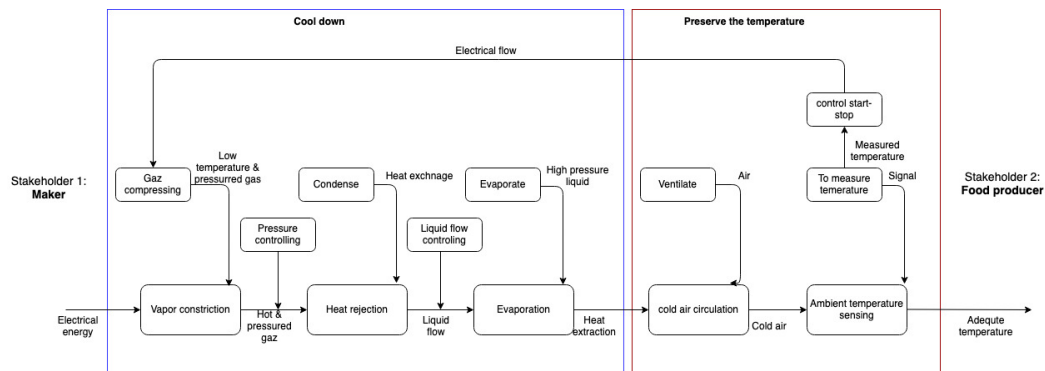 Cool down
Preserve the temperature
Electrical flow
control start-
stop
Measured
temperature
Low
temperature &
pressurred gas
High pressure
liquid
Stakeholder 1:
Maker
Gaz
compressing
Condense
Heat exchnage
Evaporate
Ventilate
Air
To measure
temerature
Signal
Stakeholder 2:
Food producer
Pressure
controlling
Liquid flow
controling
Electrical
energy
Vapor constriction
Hot &
pressured
gaz
Heat rejection
Liquid
flow
Evaporation
Heat
extraction
cold air circulation
Cold air
Ambient temperature
sensing
Adequte
temperature